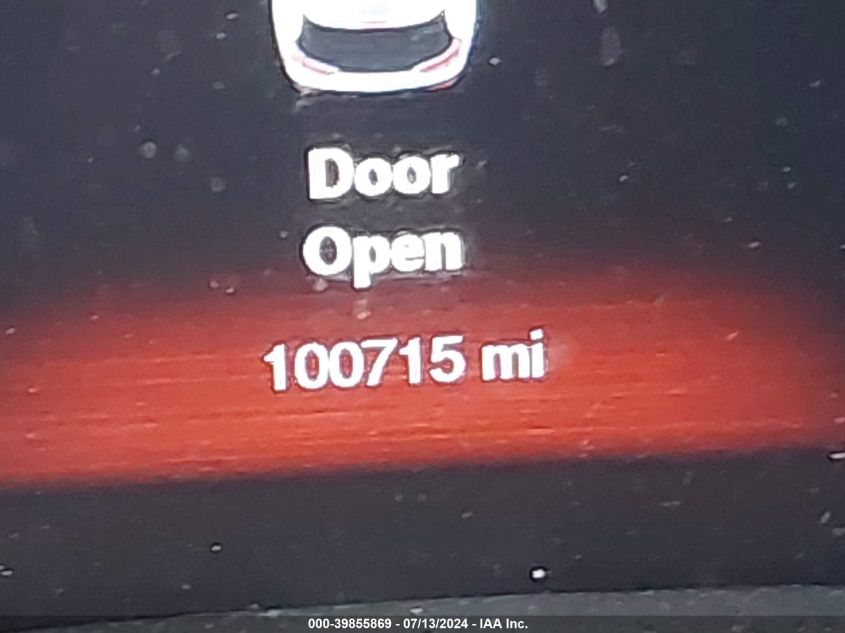 Door
Open
100715 mi
000-39855869 - 07/13/2024 - IAA Inc.